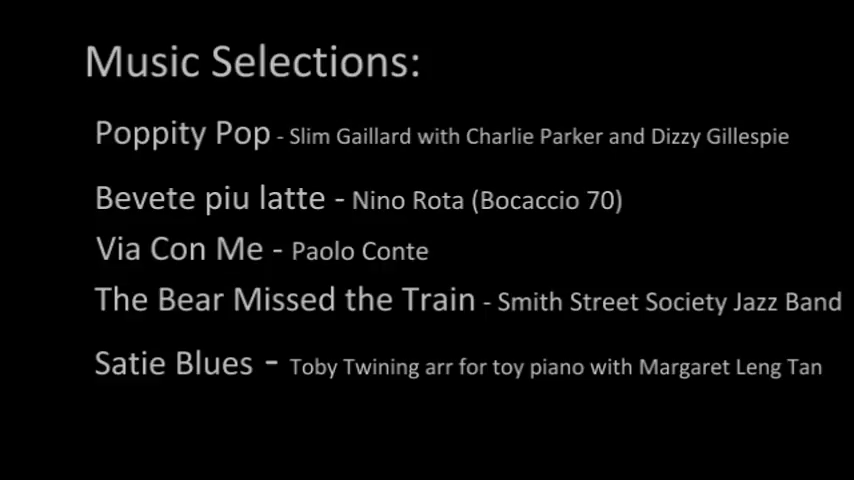 Music Selections:
Poppity Pop - Slim Gaillard with Charlie Parker and Dizzy Gillespie
Bevete piu latte - Nino Rota (Bocaccio 70)
Via Con Me - Paolo Conte
The Bear Missed the Train - Smith Street Society Jazz Band
Satie Blues - Toby Twining arr for toy piano with Margaret Leng Tan